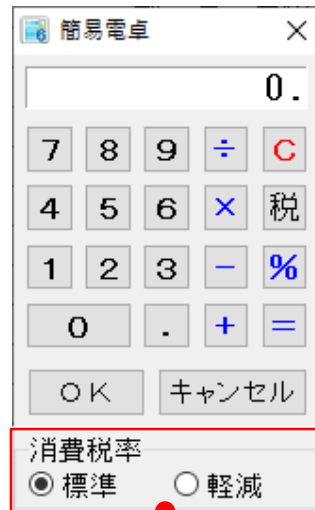 簡易電卓
0.
7 8 9 ÷ C
4 5 6 × 税
1 2 3 − %
0 . + =
OK キャンセル
消費税率
標準 軽減